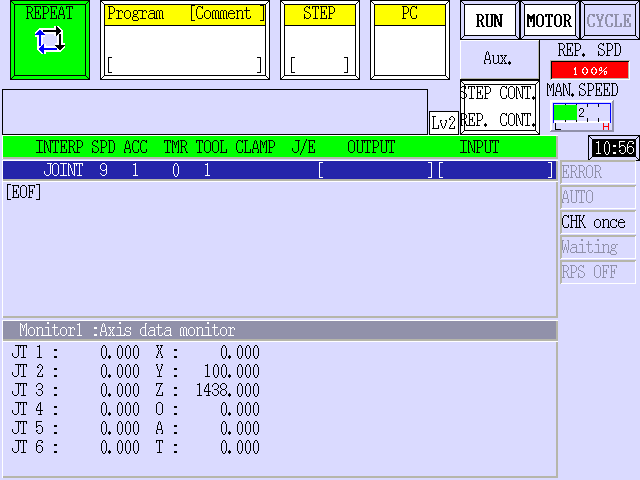 REPEAT
Program [Comment ]
[ ]
STEP
[ ]
PC
RUN
MOTOR
CYCLE
Aux.
REP. SPD
100%
STEP CONT.
REP. CONT.
MAN.SPEED
2
L H
Lv2
INTERP SPD ACC TMR TOOL CLAMP J/E OUTPUT INPUT
10:56
JOINT 9 1 0 1 [ ][ ]
[EOF]
ERROR
AUTO
CHK once
Waiting
RPS OFF
Monitor1 :Axis data monitor
JT 1 : 0.000 X : 0.000
JT 2 : 0.000 Y : 100.000
JT 3 : 0.000 Z : 1438.000
JT 4 : 0.000 O : 0.000
JT 5 : 0.000 A : 0.000
JT 6 : 0.000 T : 0.000